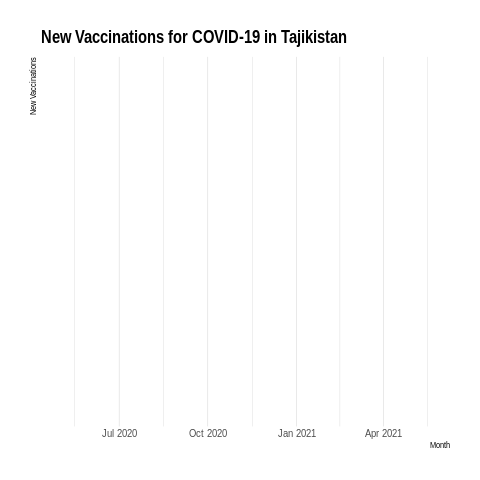 New Vaccinations for COVID-19 in Tajikistan
New Vaccinations
Jul 2020
Oct 2020
Jan 2021
Apr 2021
Month